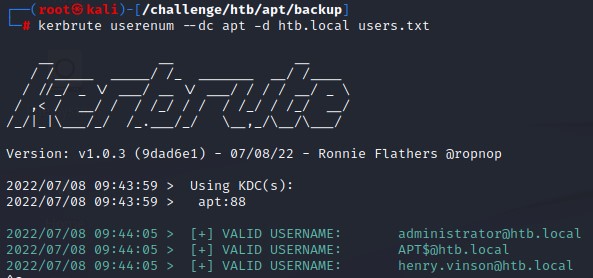 ┌──(root㉿kali)-[/challenge/htb/apt/backup]
└─# kerbrute userenum --dc apt -d htb.local users.txt
kerbrute
Version: v1.0.3 (9dad6e1) - 07/08/22 - Ronnie Flathers @ropnop
2022/07/08 09:43:59 >  Using KDC(s):
2022/07/08 09:43:59 >   apt:88
2022/07/08 09:44:05 >  [+] VALID USERNAME:       administrator@htb.local
2022/07/08 09:44:05 >  [+] VALID USERNAME:       APT$@htb.local
2022/07/08 09:44:05 >  [+] VALID USERNAME:       henry.vinson@htb.local